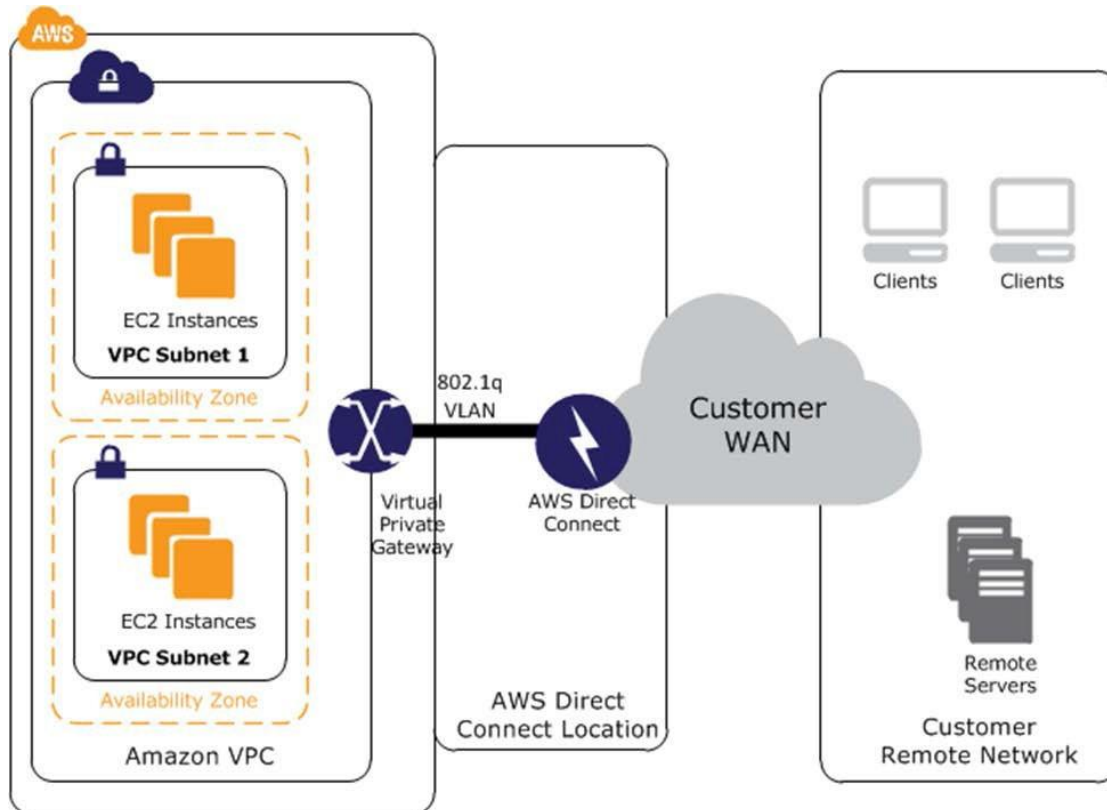 AWS
EC2 Instances
VPC Subnet 1
Availability Zone
EC2 Instances
VPC Subnet 2
Availability Zone
Amazon VPC
802.1q
VLAN
Virtual
Private
Gateway
AWS Direct
Connect
AWS Direct
Connect Location
Customer
WAN
Clients
Clients
Remote
Servers
Customer
Remote Network